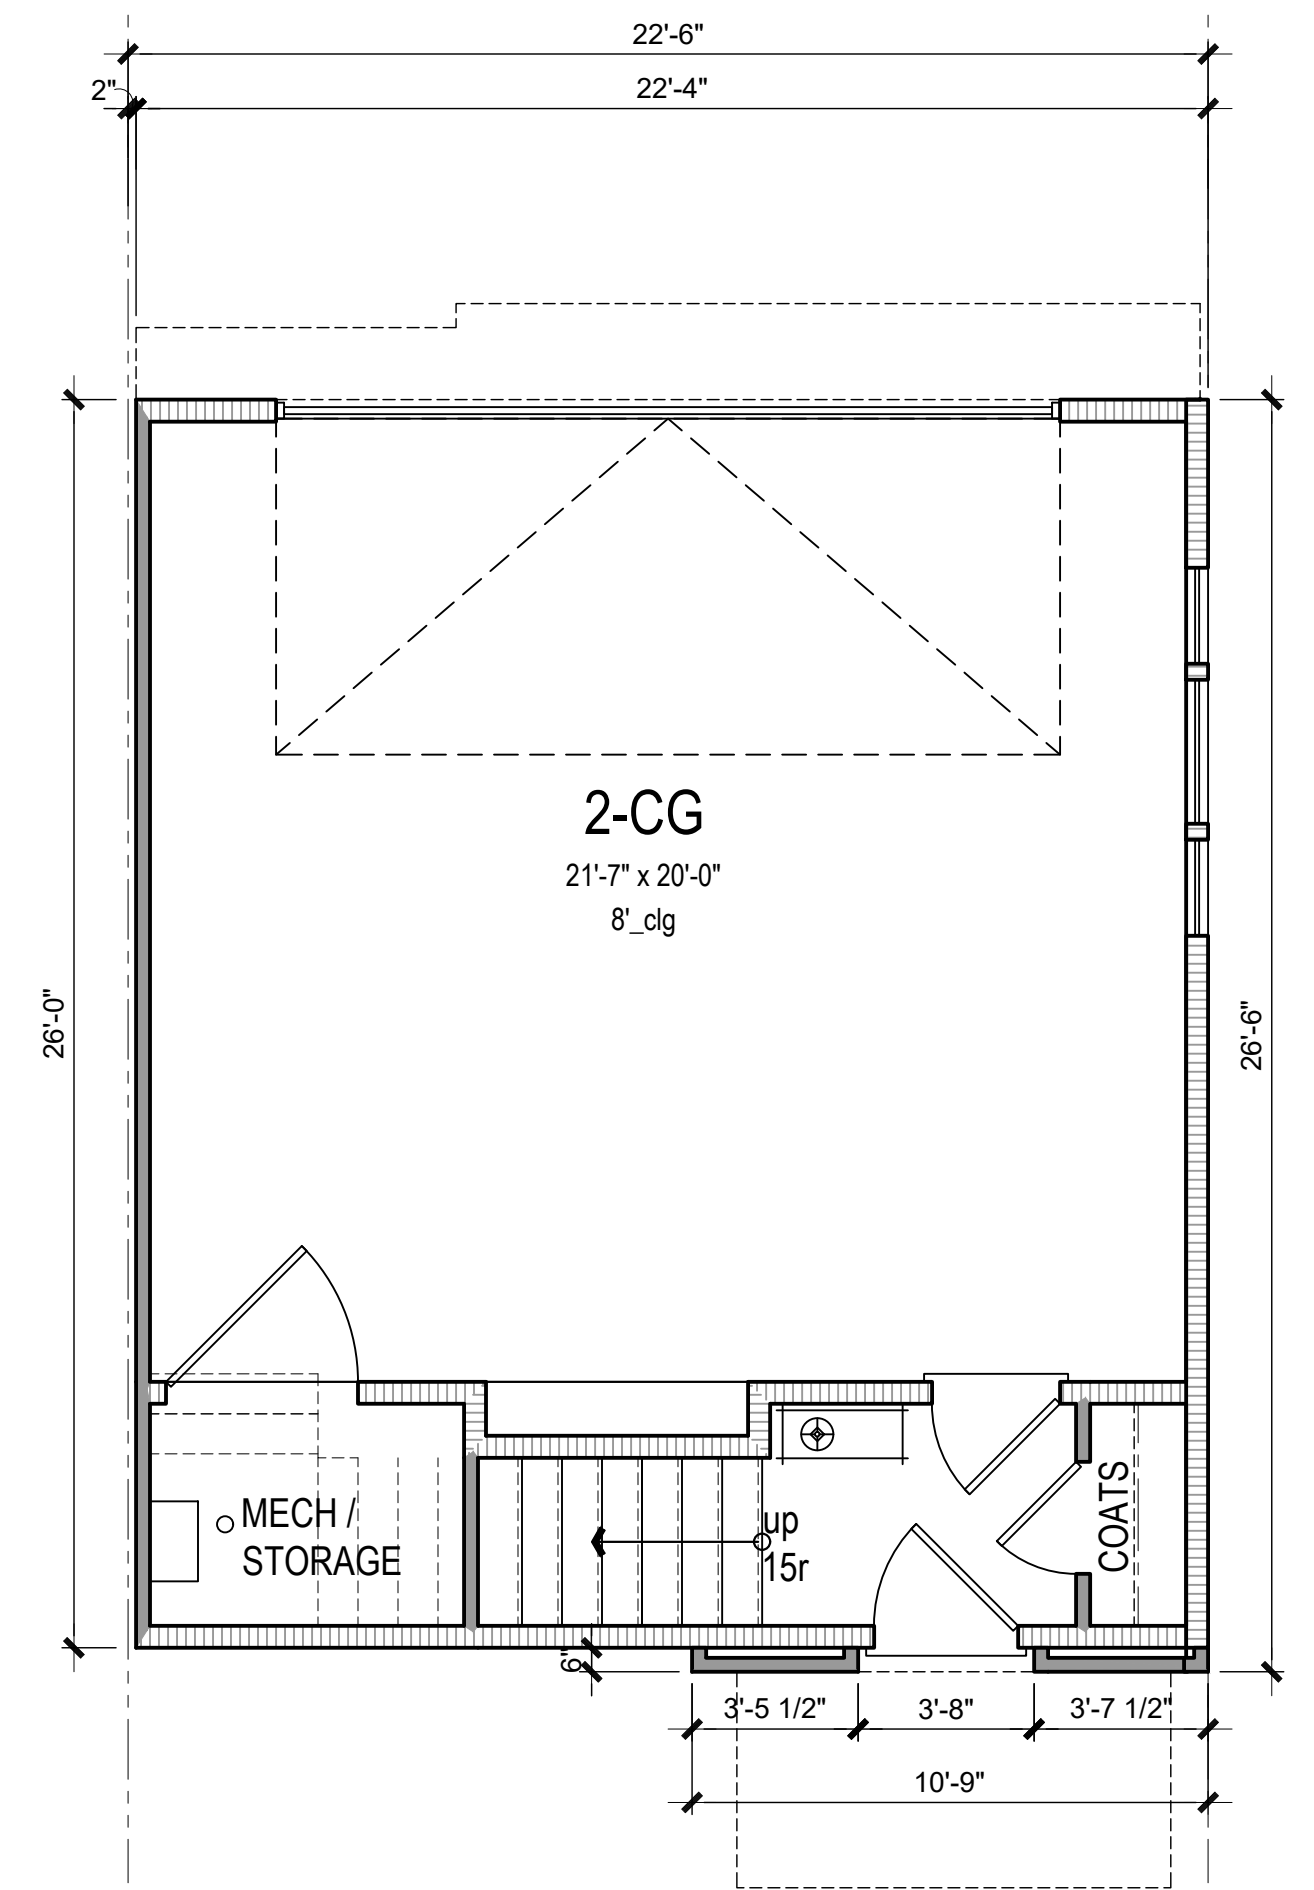 22'-6"
2"
22'-4"
2-CG
21'-7" x 20'-0"
8'_clg
26'-0"
26'-6"
MECH /
STORAGE
up
15r
COATS
6"
3'-5 1/2"
3'-8"
3'-7 1/2"
10'-9"